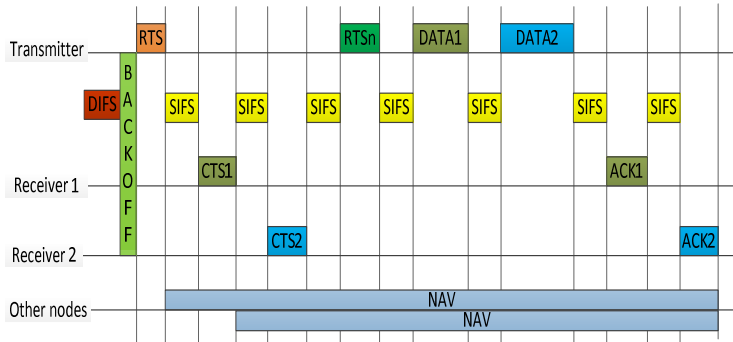 RTS
RTSn
DATA1
DATA2
Transmitter
BACKOFF
DIFS
SIFS
SIFS
SIFS
SIFS
SIFS
SIFS
SIFS
CTS1
ACK1
Receiver 1
CTS2
ACK2
Receiver 2
NAV
Other nodes
NAV